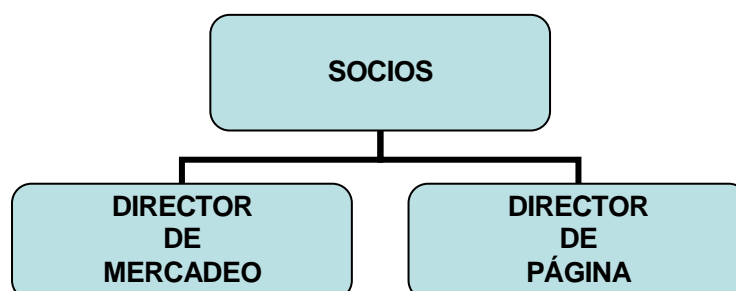 SOCIOS
DIRECTOR
DE
MERCADEO
DIRECTOR
DE
PÁGINA